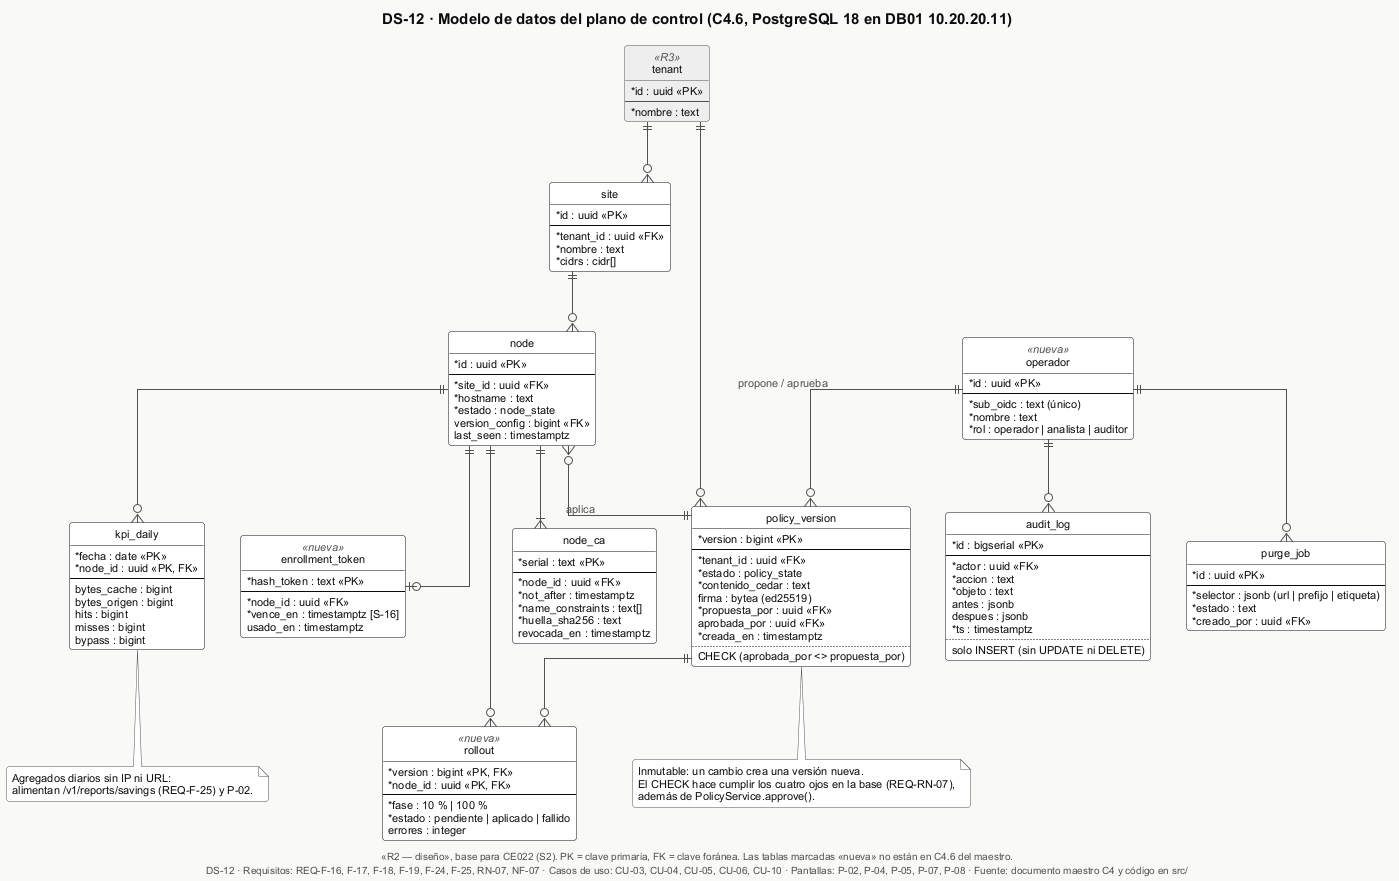 DS-12 · Modelo de datos del plano de control (C4.6, PostgreSQL 18 en DB01 10.20.20.11)
«R3»
tenant
*id : uuid «PK»
*nombre : text
site
*id : uuid «PK»
*tenant_id : uuid «FK»
*nombre : text
*cidrs : cidr[]
node
*id : uuid «PK»
*site_id : uuid «FK»
*hostname : text
*estado : node_state
version_config : bigint «FK»
last_seen : timestamptz
propone / aprueba
«nueva»
operador
*id : uuid «PK»
*sub_oidc : text (único)
*nombre : text
*rol : operador | analista | auditor
aplica
kpi_daily
*fecha : date «PK»
*node_id : uuid «PK, FK»
bytes_cache : bigint
bytes_origen : bigint
hits : bigint
misses : bigint
bypass : bigint
«nueva»
enrollment_token
*hash_token : text «PK»
*node_id : uuid «FK»
*vence_en : timestamptz [S-16]
usado_en : timestamptz
node_ca
*serial : text «PK»
*node_id : uuid «FK»
*not_after : timestamptz
*name_constraints : text[]
*huella_sha256 : text
revocada_en : timestamptz
policy_version
*version : bigint «PK»
*tenant_id : uuid «FK»
*estado : policy_state
*contenido_cedar : text
firma : bytea (ed25519)
*propuesta_por : uuid «FK»
aprobada_por : uuid «FK»
*creada_en : timestamptz
CHECK (aprobada_por <> propuesta_por)
audit_log
*id : bigserial «PK»
*actor : uuid «FK»
*accion : text
*objeto : text
antes : jsonb
despues : jsonb
*ts : timestamptz
solo INSERT (sin UPDATE ni DELETE)
purge_job
*id : uuid «PK»
*selector : jsonb (url | prefijo | etiqueta)
*estado : text
*creado_por : uuid «FK»
«nueva»
rollout
*version : bigint «PK, FK»
*node_id : uuid «PK, FK»
*fase : 10 % | 100 %
*estado : pendiente | aplicado | fallido
errores : integer
Agregados diarios sin IP ni URL:
alimentan /v1/reports/savings (REQ-F-25) y P-02.
Inmutable: un cambio crea una versión nueva.
El CHECK hace cumplir los cuatro ojos en la base (REQ-RN-07),
además de PolicyService.approve().
«R2 — diseño», base para CE022 (S2). PK = clave primaria, FK = clave foránea. Las tablas marcadas «nueva» no están en C4.6 del maestro.
DS-12 · Requisitos: REQ-F-16, F-17, F-18, F-19, F-24, F-25, RN-07, NF-07 · Casos de uso: CU-03, CU-04, CU-05, CU-06, CU-10 · Pantallas: P-02, P-04, P-05, P-07, P-08 · Fuente: documento maestro C4 y código en src/